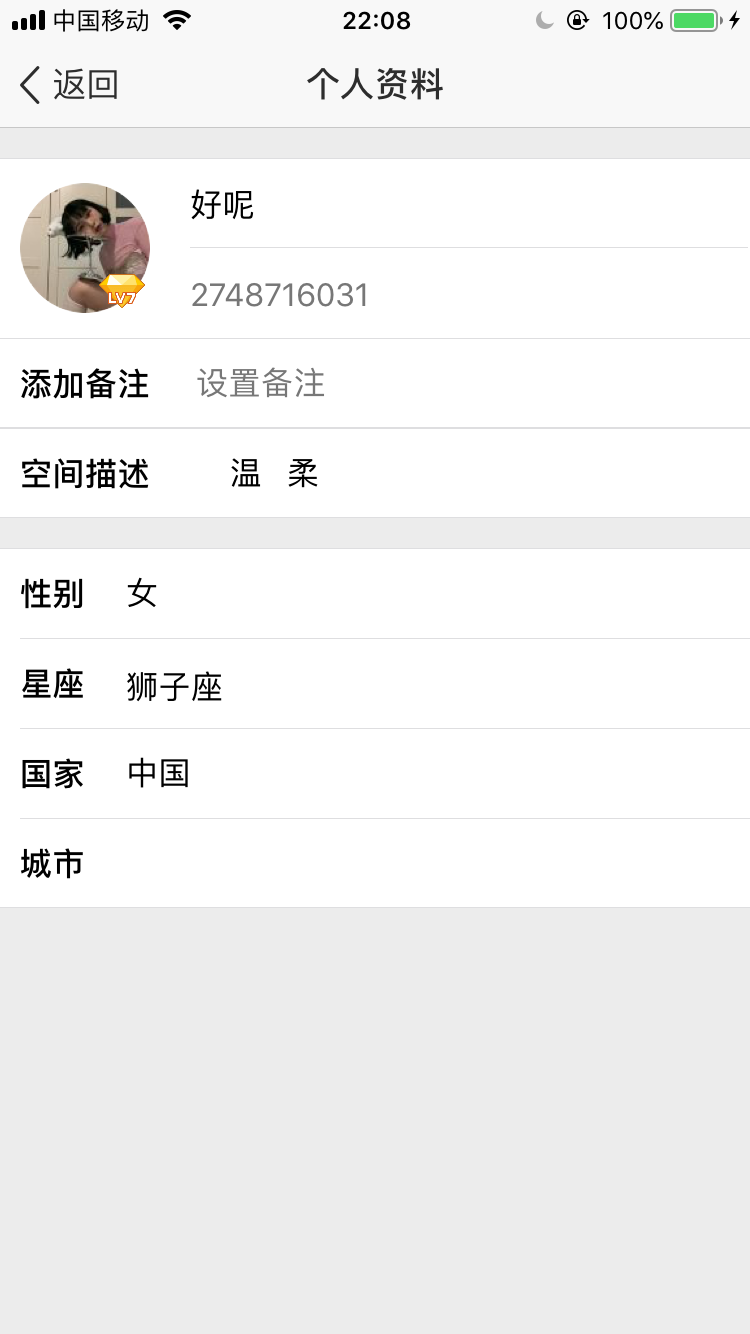 中国移动 22:08 100%
返回 个人资料
好呢
LV7
2748716031
添加备注 设置备注
空间描述 温 柔
性别 女
星座 狮子座
国家 中国
城市